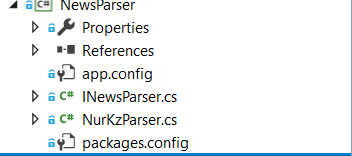 NewsParser
Properties
References
app.config
C# INewsParser.cs
C# NurKzParser.cs
packages.config